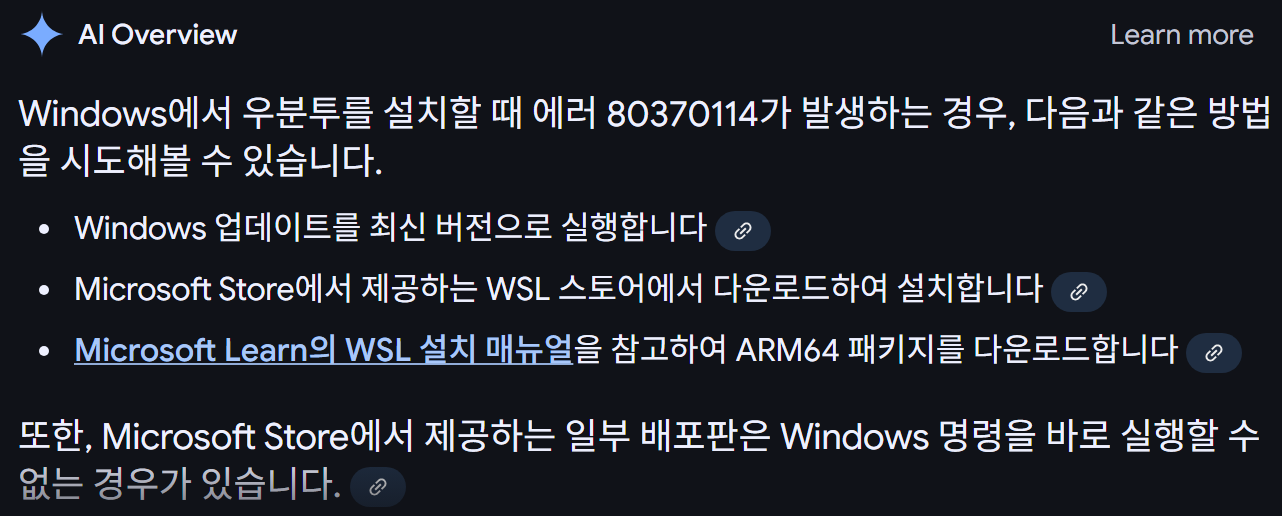 AI Overview
Learn more
Windows에서 우분투를 설치할 때 에러 80370114가 발생하는 경우, 다음과 같은 방법
을 시도해볼 수 있습니다.
• Windows 업데이트를 최신 버전으로 실행합니다
• Microsoft Store에서 제공하는 WSL 스토어에서 다운로드하여 설치합니다
• Microsoft Learn의 WSL 설치 매뉴얼을 참고하여 ARM64 패키지를 다운로드합니다
또한, Microsoft Store에서 제공하는 일부 배포판은 Windows 명령을 바로 실행할 수
없는 경우가 있습니다.